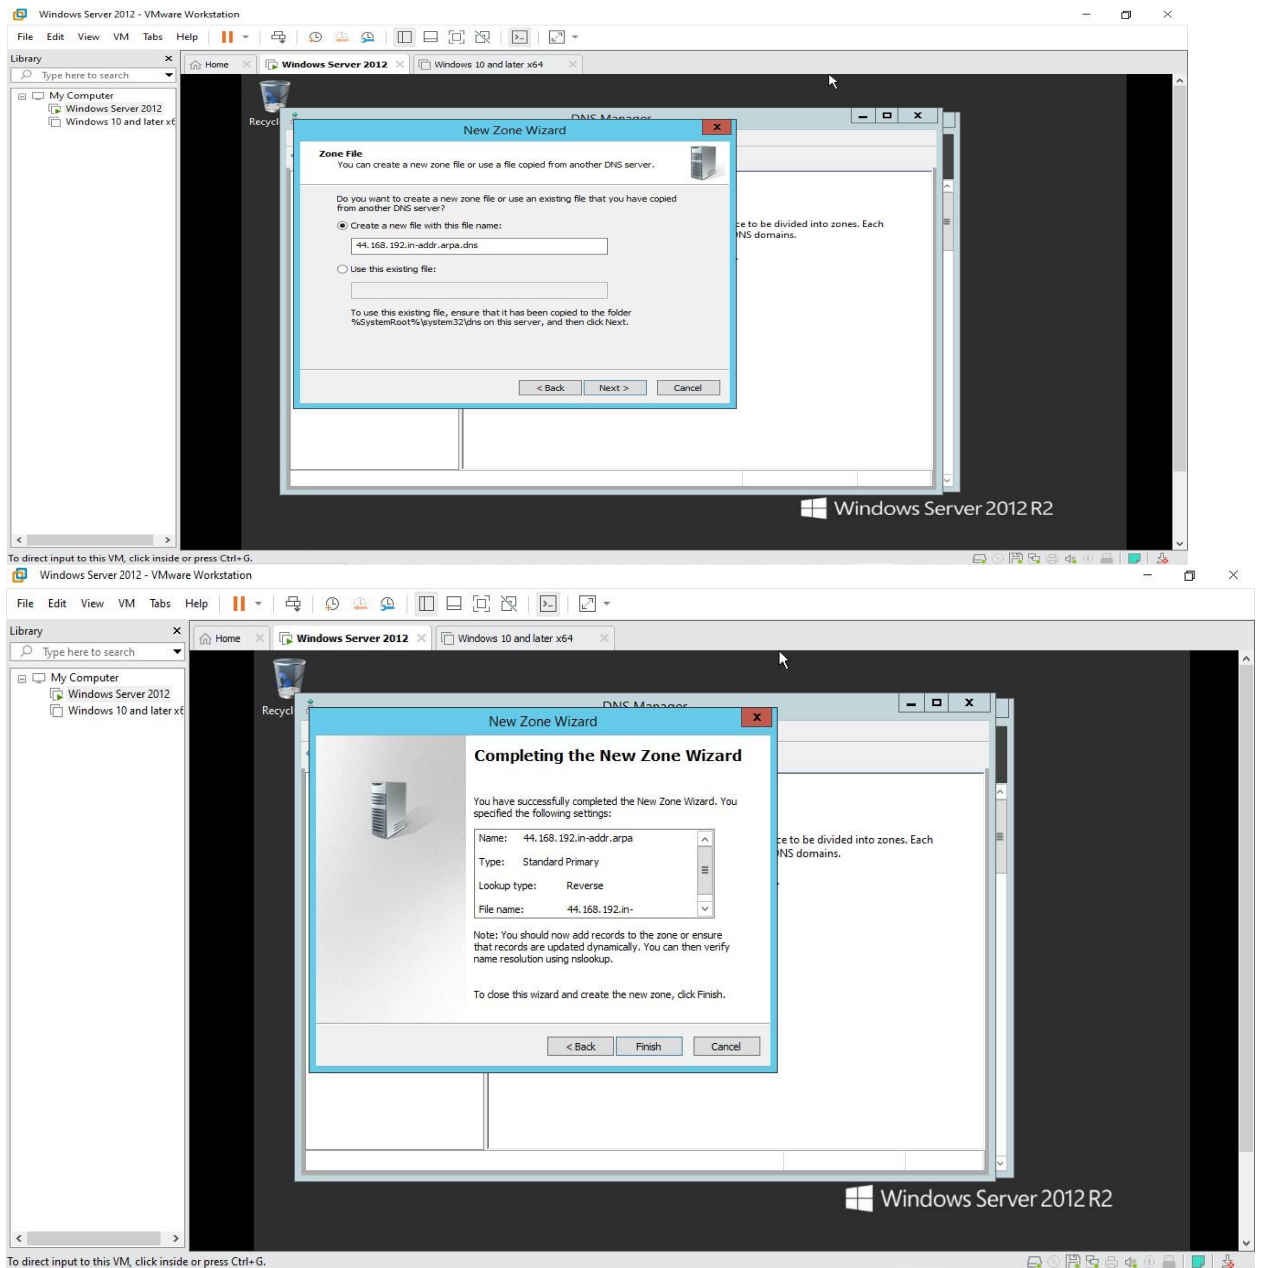 Windows Server 2012 - VMware Workstation
File Edit View VM Tabs Help
Library
Type here to search
My Computer
Windows Server 2012
Windows 10 and later x6
Home
Windows Server 2012
Windows 10 and later x64
Recycl
DNS Manager
New Zone Wizard
Zone File
You can create a new zone file or use a file copied from another DNS server.
Do you want to create a new zone file or use an existing file that you have copied
from another DNS server?
Create a new file with this file name:
44.168.192.in-addr.arpa.dns
Use this existing file:
To use this existing file, ensure that it has been copied to the folder
%SystemRoot%\system32\dns on this server, and then click Next.
< Back Next > Cancel
ce to be divided into zones. Each
NS domains.
Windows Server 2012 R2
To direct input to this VM, click inside or press Ctrl+G.
Windows Server 2012 - VMware Workstation
File Edit View VM Tabs Help
Library
Type here to search
My Computer
Windows Server 2012
Windows 10 and later x6
Home
Windows Server 2012
Windows 10 and later x64
Recycl
DNS Manager
New Zone Wizard
Completing the New Zone Wizard
You have successfully completed the New Zone Wizard. You
specified the following settings:
Name: 44.168.192.in-addr.arpa
Type: Standard Primary
Lookup type: Reverse
File name: 44.168.192.in-
Note: You should now add records to the zone or ensure
that records are updated dynamically. You can then verify
name resolution using nslookup.
To close this wizard and create the new zone, click Finish.
< Back Finish Cancel
ce to be divided into zones. Each
NS domains.
Windows Server 2012 R2
To direct input to this VM, click inside or press Ctrl+G.